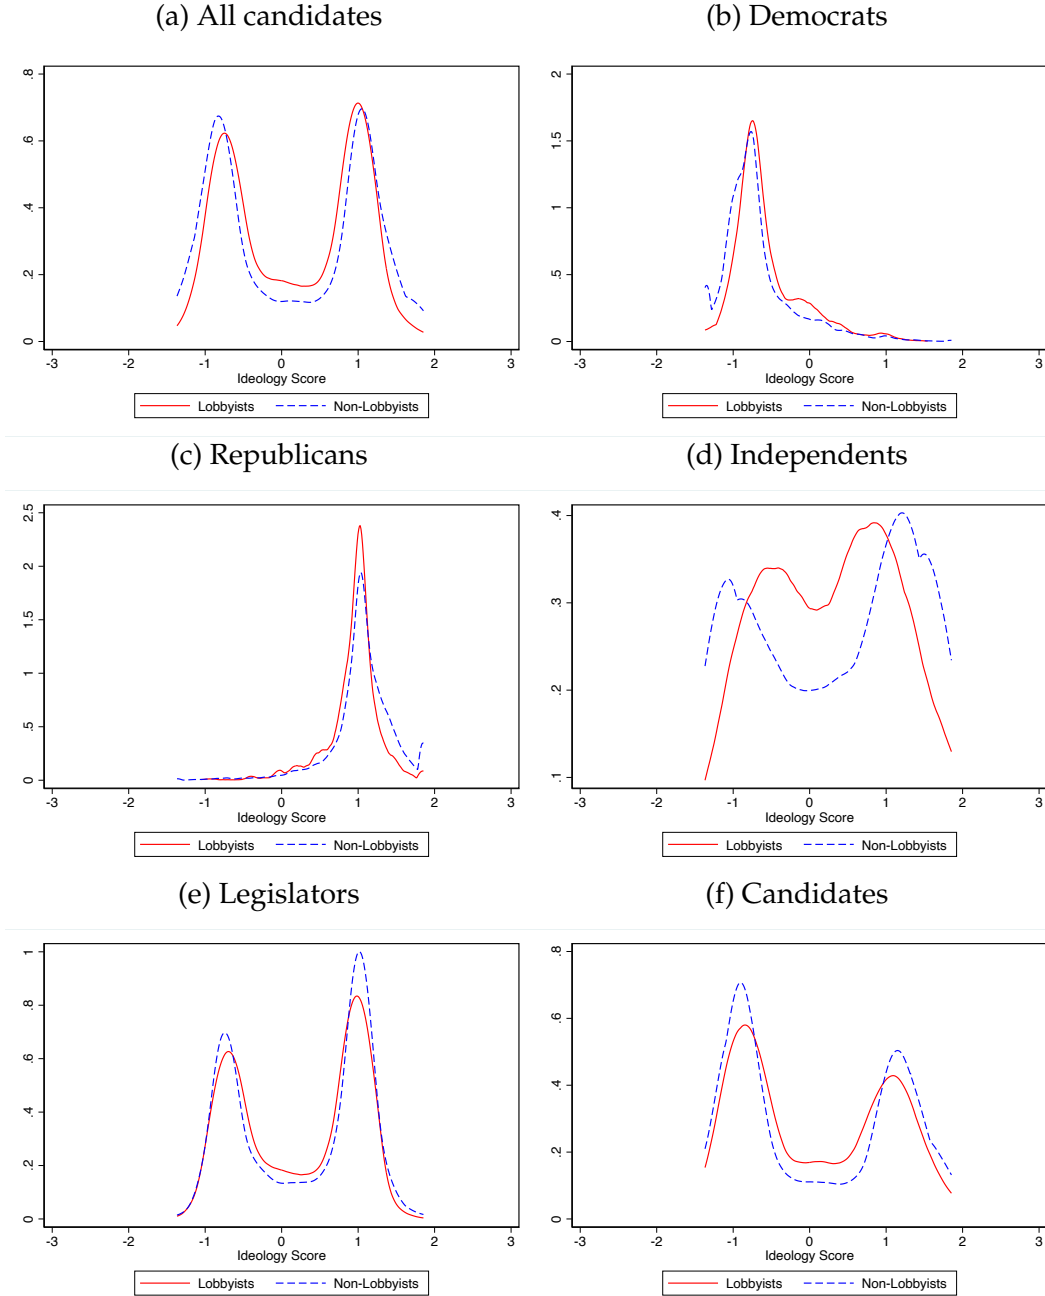 (a) All candidates
.8
.6
.4
.2
0
-3 -2 -1 0 1 2 3
Ideology Score
Lobbyists Non-Lobbyists
(b) Democrats
2
1.5
1
.5
0
-3 -2 -1 0 1 2 3
Ideology Score
Lobbyists Non-Lobbyists
(c) Republicans
2.5
2
1.5
1
.5
0
-3 -2 -1 0 1 2 3
Ideology Score
Lobbyists Non-Lobbyists
(d) Independents
.4
.3
.2
.1
-3 -2 -1 0 1 2 3
Ideology Score
Lobbyists Non-Lobbyists
(e) Legislators
1
.8
.6
.4
.2
0
-3 -2 -1 0 1 2 3
Ideology Score
Lobbyists Non-Lobbyists
(f) Candidates
.8
.6
.4
.2
0
-3 -2 -1 0 1 2 3
Ideology Score
Lobbyists Non-Lobbyists